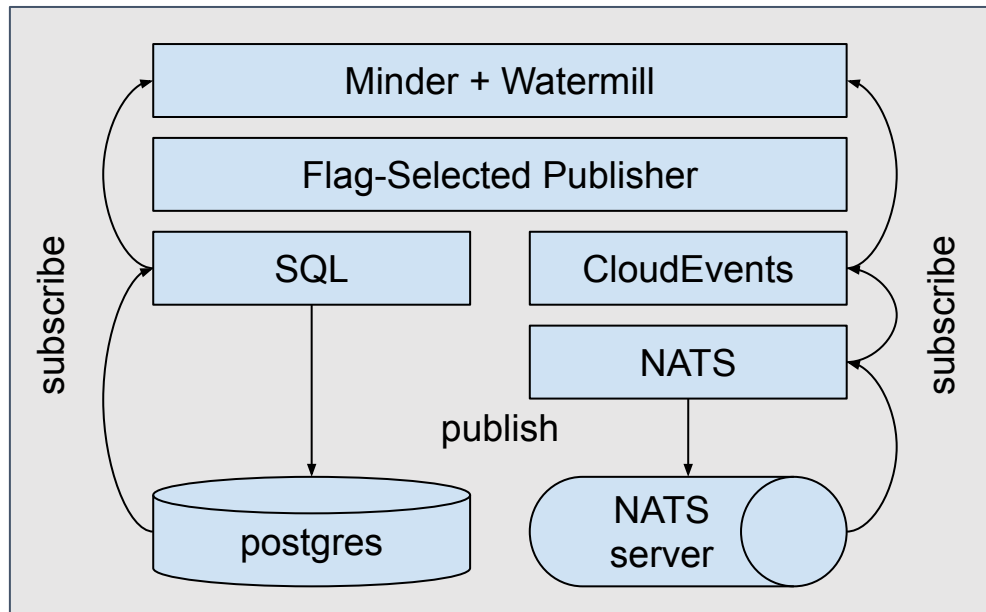 Minder + Watermill
Flag-Selected Publisher
subscribe
SQL
CloudEvents
subscribe
NATS
publish
postgres
NATS
server